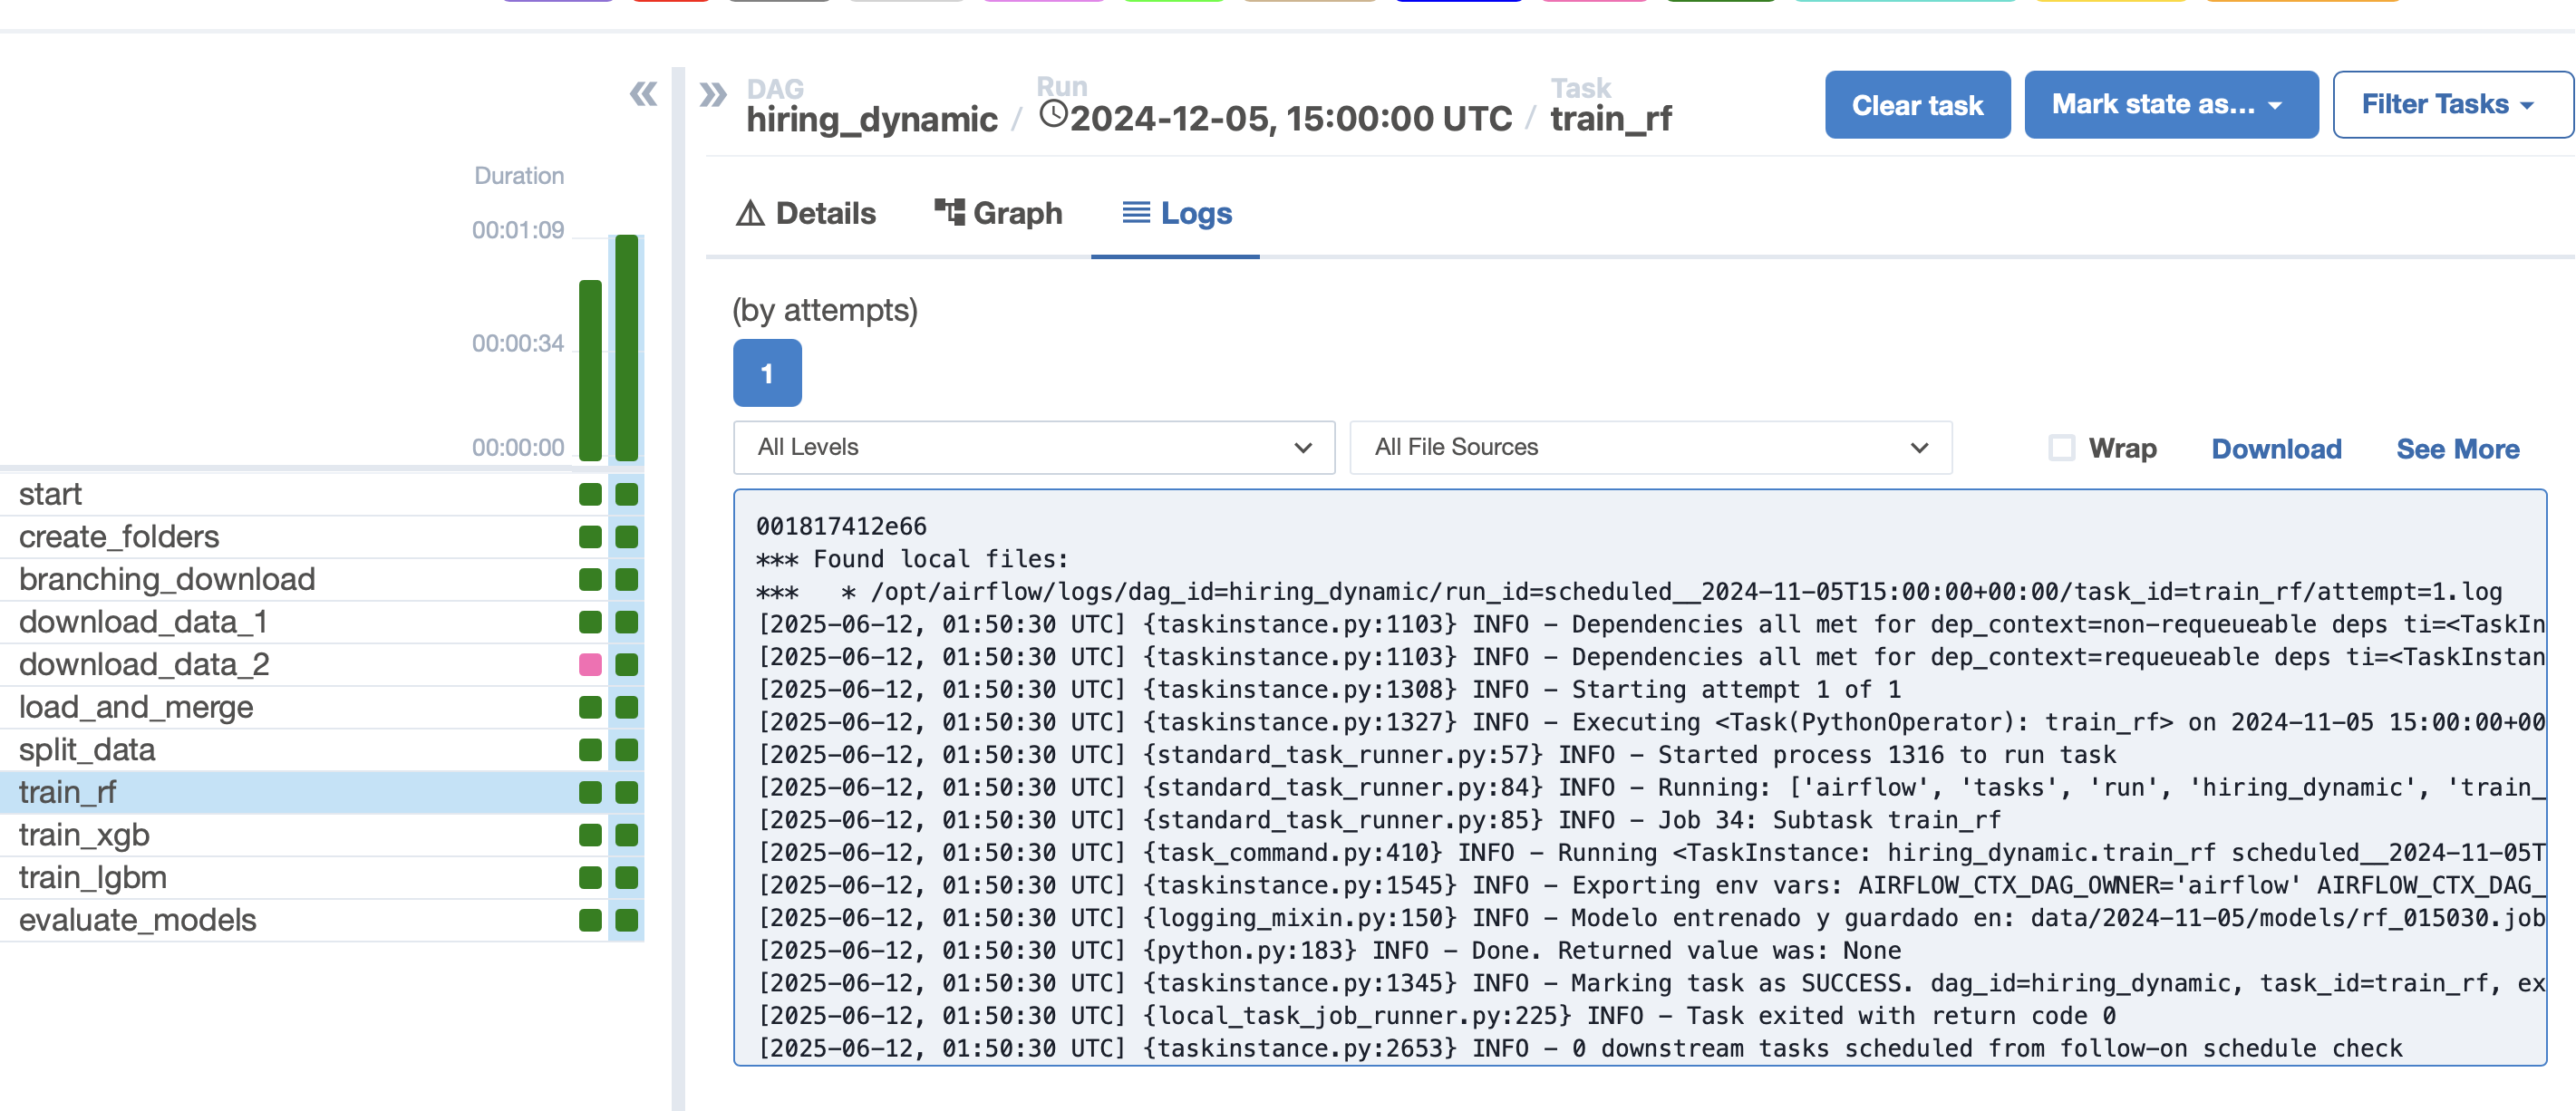 DAG
hiring_dynamic
/
Run
2024-12-05, 15:00:00 UTC
/
Task
train_rf
Clear task
Mark state as...
Filter Tasks
Duration
00:01:09
00:00:34
00:00:00
start
create_folders
branching_download
download_data_1
download_data_2
load_and_merge
split_data
train_rf
train_xgb
train_lgbm
evaluate_models
Details
Graph
Logs
(by attempts)
1
All Levels
All File Sources
Wrap
Download
See More
001817412e66
*** Found local files:
***   * /opt/airflow/logs/dag_id=hiring_dynamic/run_id=scheduled__2024-11-05T15:00:00+00:00/task_id=train_rf/attempt=1.log
[2025-06-12, 01:50:30 UTC] {taskinstance.py:1103} INFO - Dependencies all met for dep_context=non-requeueable deps ti=<TaskIn
[2025-06-12, 01:50:30 UTC] {taskinstance.py:1103} INFO - Dependencies all met for dep_context=requeueable deps ti=<TaskInstan
[2025-06-12, 01:50:30 UTC] {taskinstance.py:1308} INFO - Starting attempt 1 of 1
[2025-06-12, 01:50:30 UTC] {taskinstance.py:1327} INFO - Executing <Task(PythonOperator): train_rf> on 2024-11-05 15:00:00+00
[2025-06-12, 01:50:30 UTC] {standard_task_runner.py:57} INFO - Started process 1316 to run task
[2025-06-12, 01:50:30 UTC] {standard_task_runner.py:84} INFO - Running: ['airflow', 'tasks', 'run', 'hiring_dynamic', 'train_
[2025-06-12, 01:50:30 UTC] {standard_task_runner.py:85} INFO - Job 34: Subtask train_rf
[2025-06-12, 01:50:30 UTC] {task_command.py:410} INFO - Running <TaskInstance: hiring_dynamic.train_rf scheduled__2024-11-05T
[2025-06-12, 01:50:30 UTC] {taskinstance.py:1545} INFO - Exporting env vars: AIRFLOW_CTX_DAG_OWNER='airflow' AIRFLOW_CTX_DAG_
[2025-06-12, 01:50:30 UTC] {logging_mixin.py:150} INFO - Modelo entrenado y guardado en: data/2024-11-05/models/rf_015030.job
[2025-06-12, 01:50:30 UTC] {python.py:183} INFO - Done. Returned value was: None
[2025-06-12, 01:50:30 UTC] {taskinstance.py:1345} INFO - Marking task as SUCCESS. dag_id=hiring_dynamic, task_id=train_rf, ex
[2025-06-12, 01:50:30 UTC] {local_task_job_runner.py:225} INFO - Task exited with return code 0
[2025-06-12, 01:50:30 UTC] {taskinstance.py:2653} INFO - 0 downstream tasks scheduled from follow-on schedule check